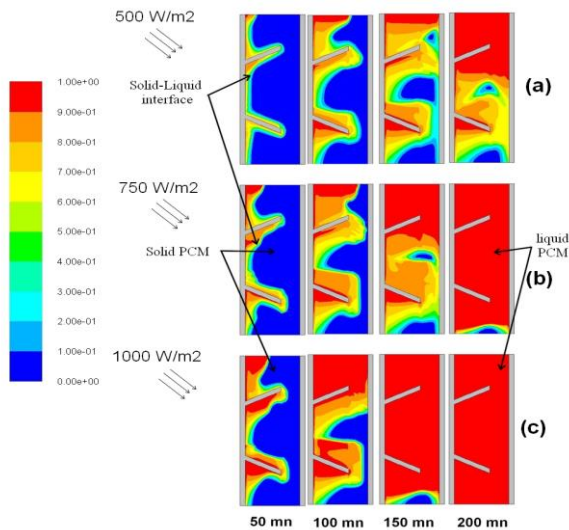 500 W/m2
Solid-Liquid
interface
(a)
1.00e+00
9.00e-01
8.00e-01
7.00e-01
6.00e-01
5.00e-01
4.00e-01
3.00e-01
2.00e-01
1.00e-01
0.00e+00
750 W/m2
Solid PCM
liquid
PCM
(b)
1000 W/m2
(c)
50 mn
100 mn
150 mn
200 mn